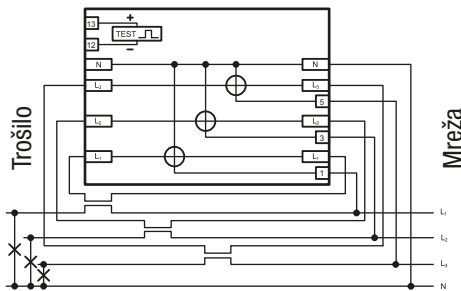 13
+
TEST
12
−
N
N
L₃
L₃
5
L₂
L₂
3
L₁
L₁
1
Trošilo
Mreža
L₁
L₂
L₃
N